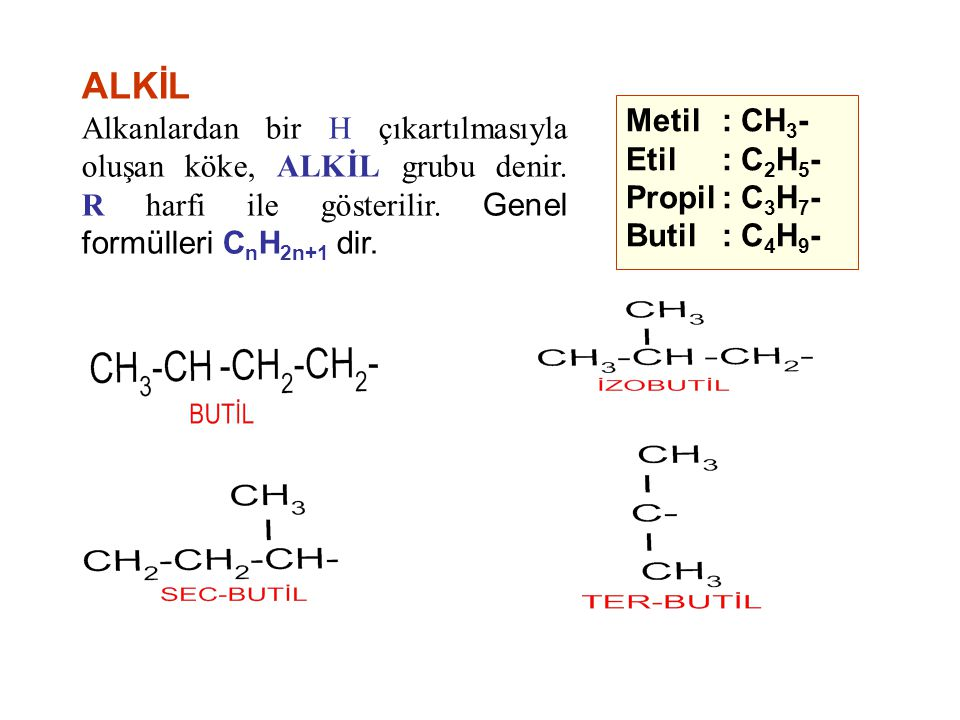 ALKİL
Alkanlardan bir H çıkartılmasıyla
oluşan köke, ALKİL grubu denir.
R harfi ile gösterilir. Genel
formülleri CnH2n+1 dir.
Metil : CH3-
Etil : C2H5-
Propil : C3H7-
Butil : C4H9-
CH3-CH -CH2-CH2-
BUTİL
CH3
CH3-CH -CH2-
İZOBUTİL
CH3
CH2-CH2-CH-
SEC-BUTİL
CH3
C-
CH3
TER-BUTİL